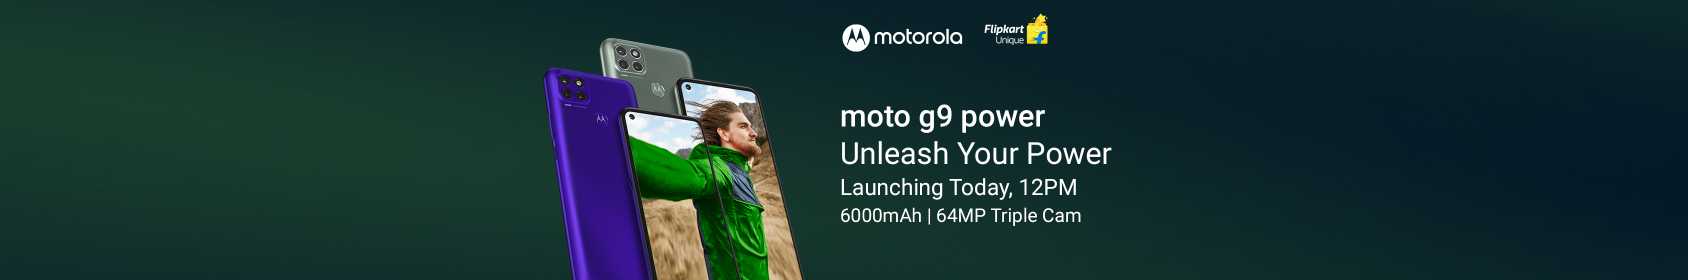 motorola
Flipkart
Unique
moto g9 power
Unleash Your Power
Launching Today, 12PM
6000mAh | 64MP Triple Cam